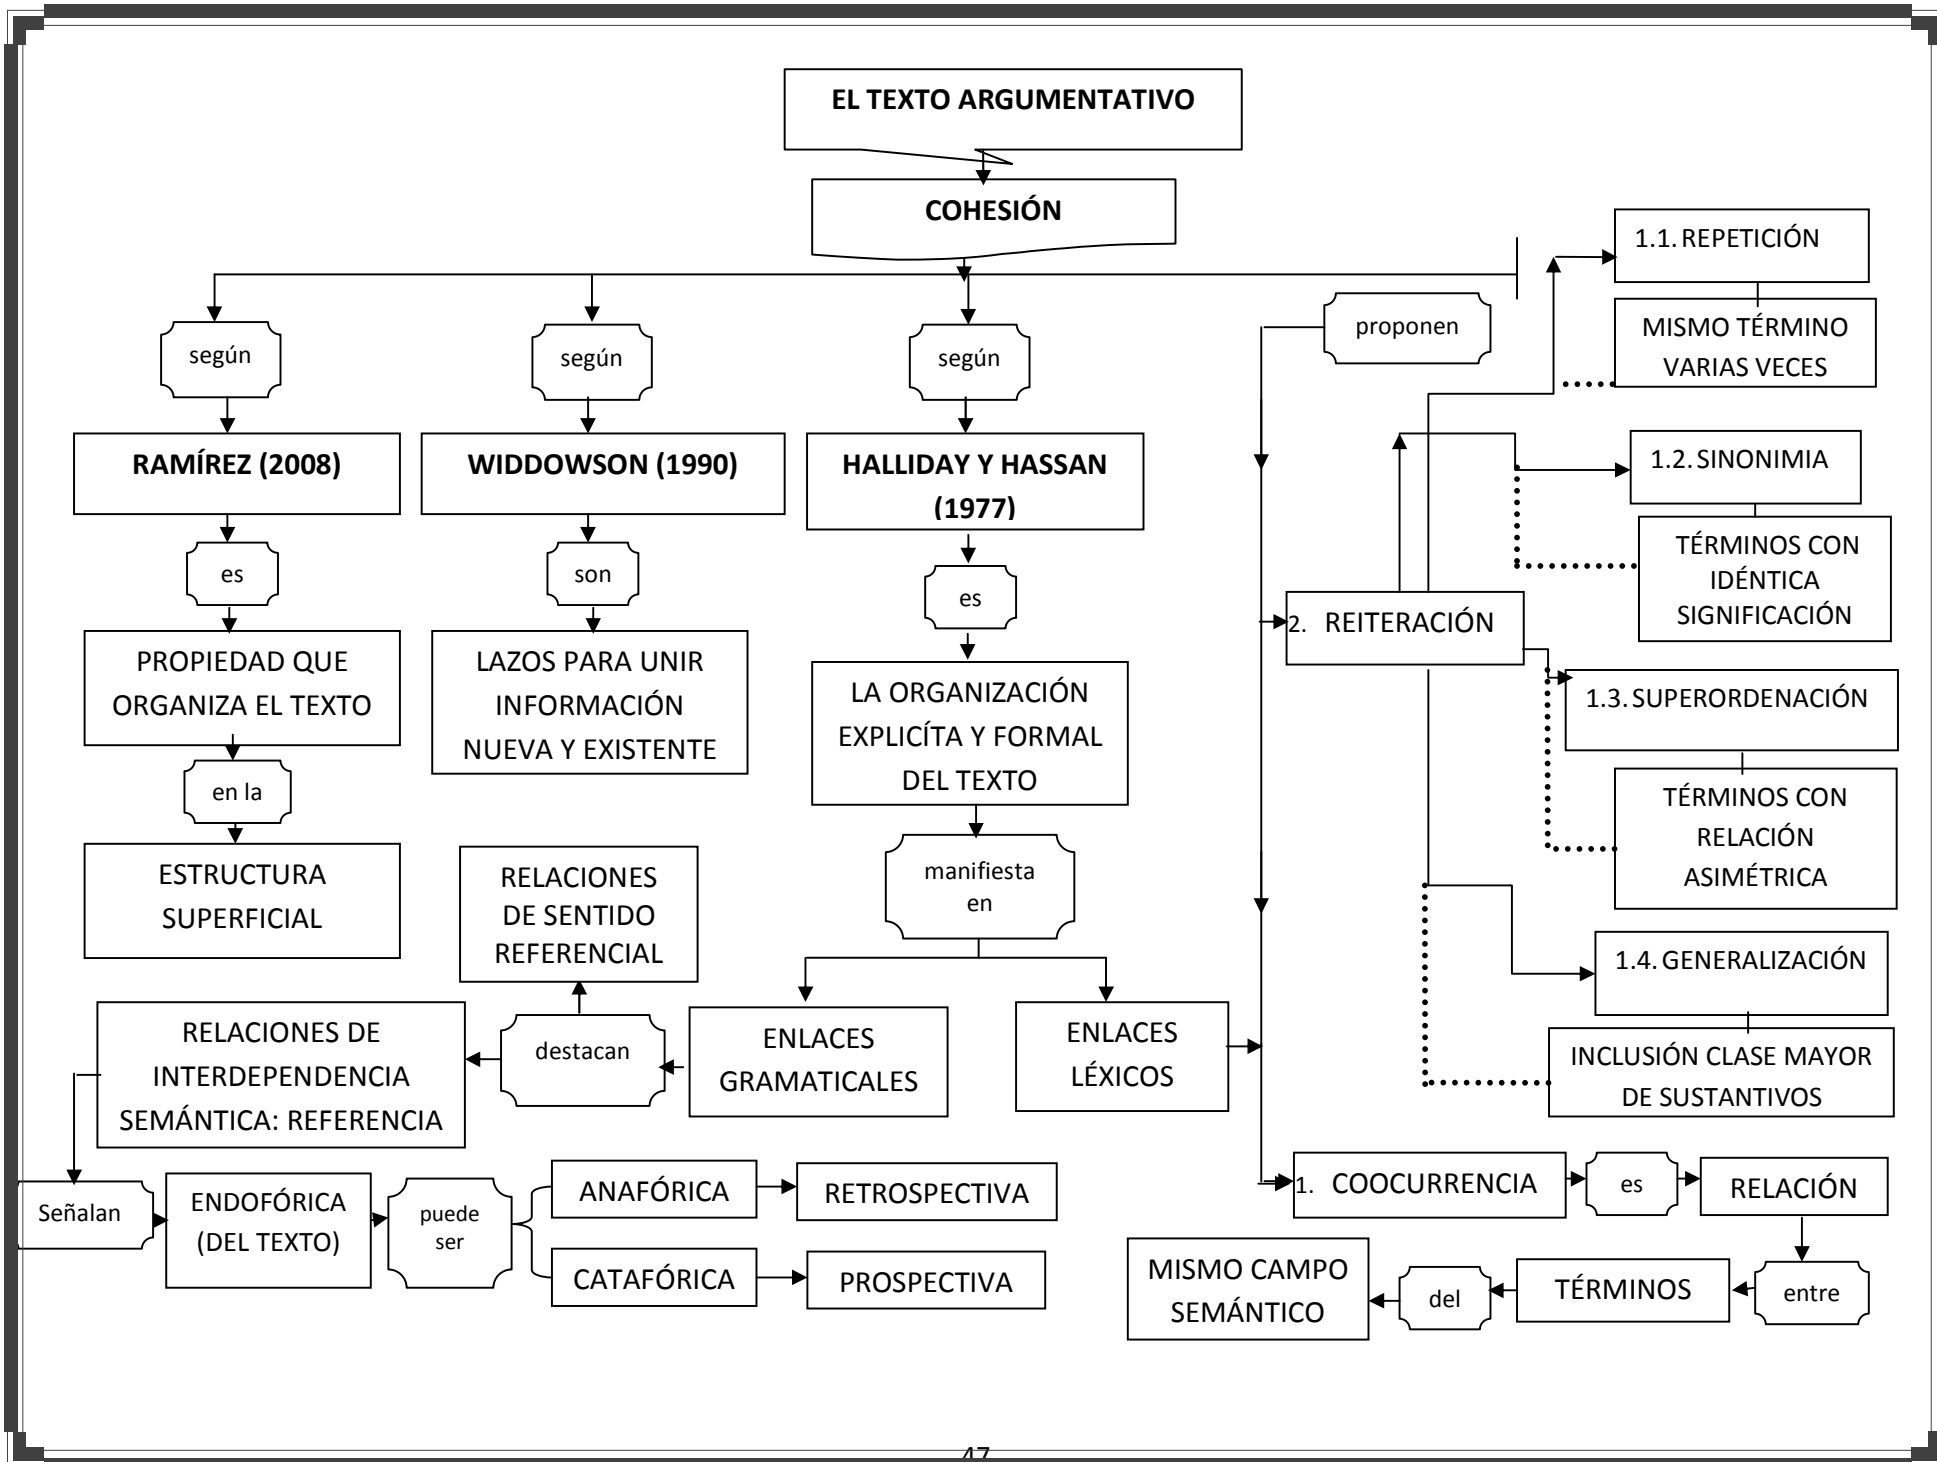 EL TEXTO ARGUMENTATIVO
COHESIÓN
según
RAMÍREZ (2008)
es
PROPIEDAD QUE
ORGANIZA EL TEXTO
en la
ESTRUCTURA
SUPERFICIAL
según
WIDDOWSON (1990)
son
LAZOS PARA UNIR
INFORMACIÓN
NUEVA Y EXISTENTE
según
HALLIDAY Y HASSAN
(1977)
es
LA ORGANIZACIÓN
EXPLICÍTA Y FORMAL
DEL TEXTO
manifiesta
en
ENLACES
GRAMATICALES
destacan
RELACIONES
DE SENTIDO
REFERENCIAL
RELACIONES DE
INTERDEPENDENCIA
SEMÁNTICA: REFERENCIA
Señalan
ENDOFÓRICA
(DEL TEXTO)
puede
ser
ANAFÓRICA
RETROSPECTIVA
CATAFÓRICA
PROSPECTIVA
ENLACES
LÉXICOS
proponen
2. REITERACIÓN
1.1. REPETICIÓN
MISMO TÉRMINO
VARIAS VECES
1.2. SINONIMIA
TÉRMINOS CON
IDÉNTICA
SIGNIFICACIÓN
1.3. SUPERORDENACIÓN
TÉRMINOS CON
RELACIÓN
ASIMÉTRICA
1.4. GENERALIZACIÓN
INCLUSIÓN CLASE MAYOR
DE SUSTANTIVOS
1. COOCURRENCIA
es
RELACIÓN
entre
TÉRMINOS
del
MISMO CAMPO
SEMÁNTICO
47